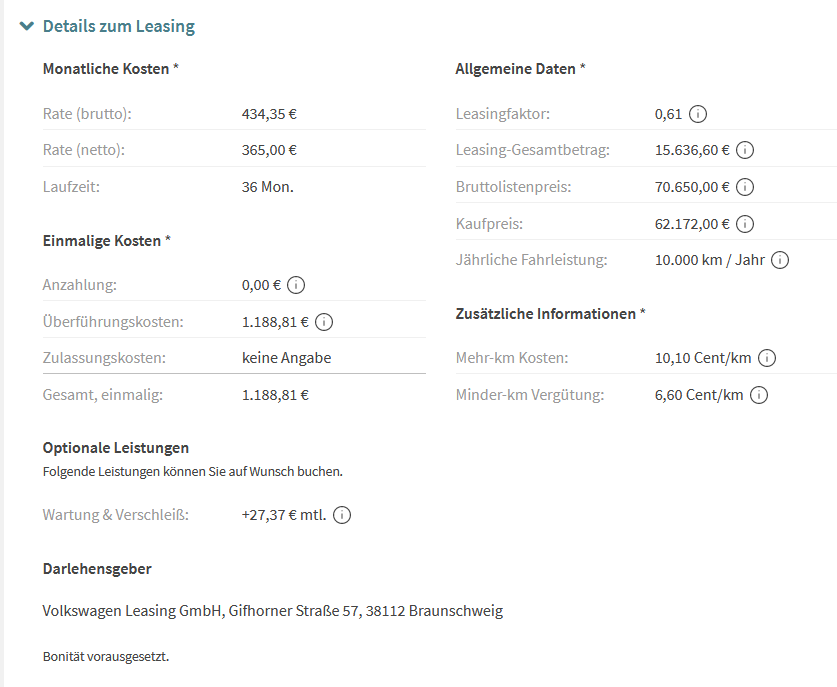 Details zum Leasing
Monatliche Kosten *
Rate (brutto): 434,35 €
Rate (netto): 365,00 €
Laufzeit: 36 Mon.
Einmalige Kosten *
Anzahlung: 0,00 €
Überführungskosten: 1.188,81 €
Zulassungskosten: keine Angabe
Gesamt, einmalig: 1.188,81 €
Allgemeine Daten *
Leasingfaktor: 0,61
Leasing-Gesamtbetrag: 15.636,60 €
Bruttolistenpreis: 70.650,00 €
Kaufpreis: 62.172,00 €
Jährliche Fahrleistung: 10.000 km / Jahr
Zusätzliche Informationen *
Mehr-km Kosten: 10,10 Cent/km
Minder-km Vergütung: 6,60 Cent/km
Optionale Leistungen
Folgende Leistungen können Sie auf Wunsch buchen.
Wartung & Verschleiß: +27,37 € mtl.
Darlehensgeber
Volkswagen Leasing GmbH, Gifhorner Straße 57, 38112 Braunschweig
Bonität vorausgesetzt.